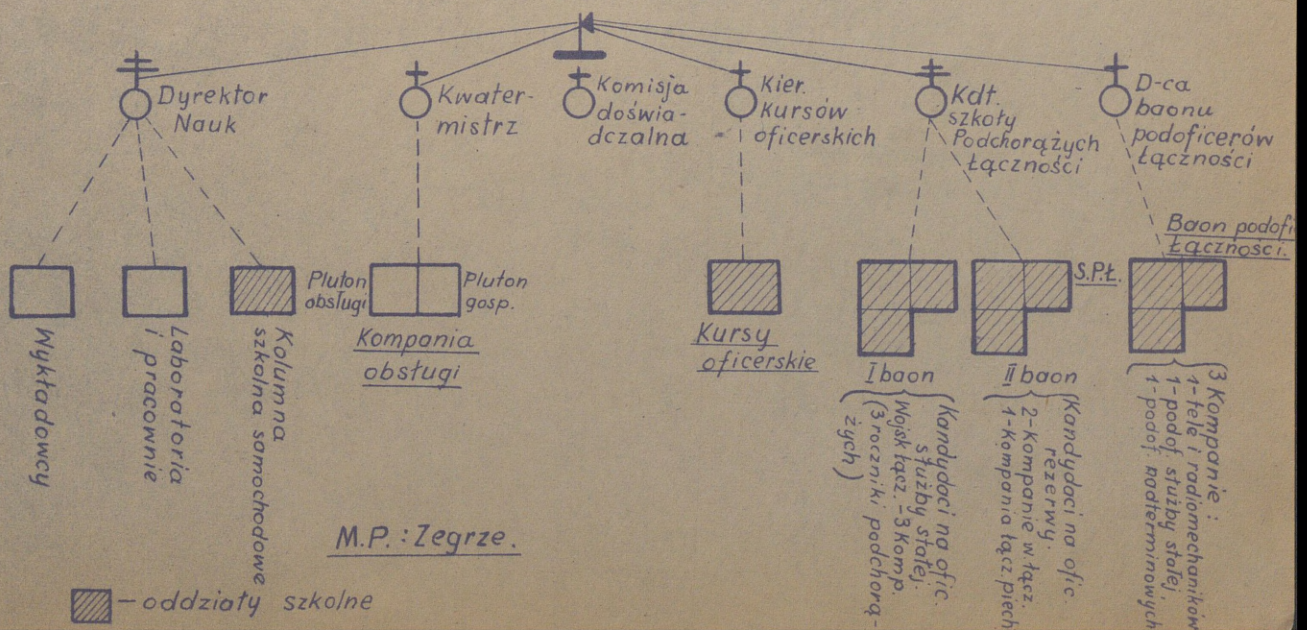 Dyrektor
Nauk
Kwater-
mistrz
Komisja
doświa-
dczalna
Kier.
Kursów
oficerskich
Kdt.
szkoły
Podchorążych
Łączności
D-ca
baonu
podoficerów
Łączności
Wykładowcy
Laboratoria
i pracownie
Kolumna
szkolna samochodowe
Pluton
obsługi
Pluton
gosp.
Kompania
obsługi
Kursy
oficerskie
S.P.Ł.
Baon podofi
Łączności.
I baon
Kandydaci na ofic.
służby stałej
Wojsk łącz. - 3 Komp.
(3 roczniki podchorą-
żych)
II baon
Kandydaci na ofic.
rezerwy.
2-Kompanie w. łącz.
1-Kompania łącz piech
3 Kompanie :
1-tele i radiomechaników
1-podof. służby stałej
1-podof. nadterminowych
M.P.: Zegrze.
- oddziały szkolne